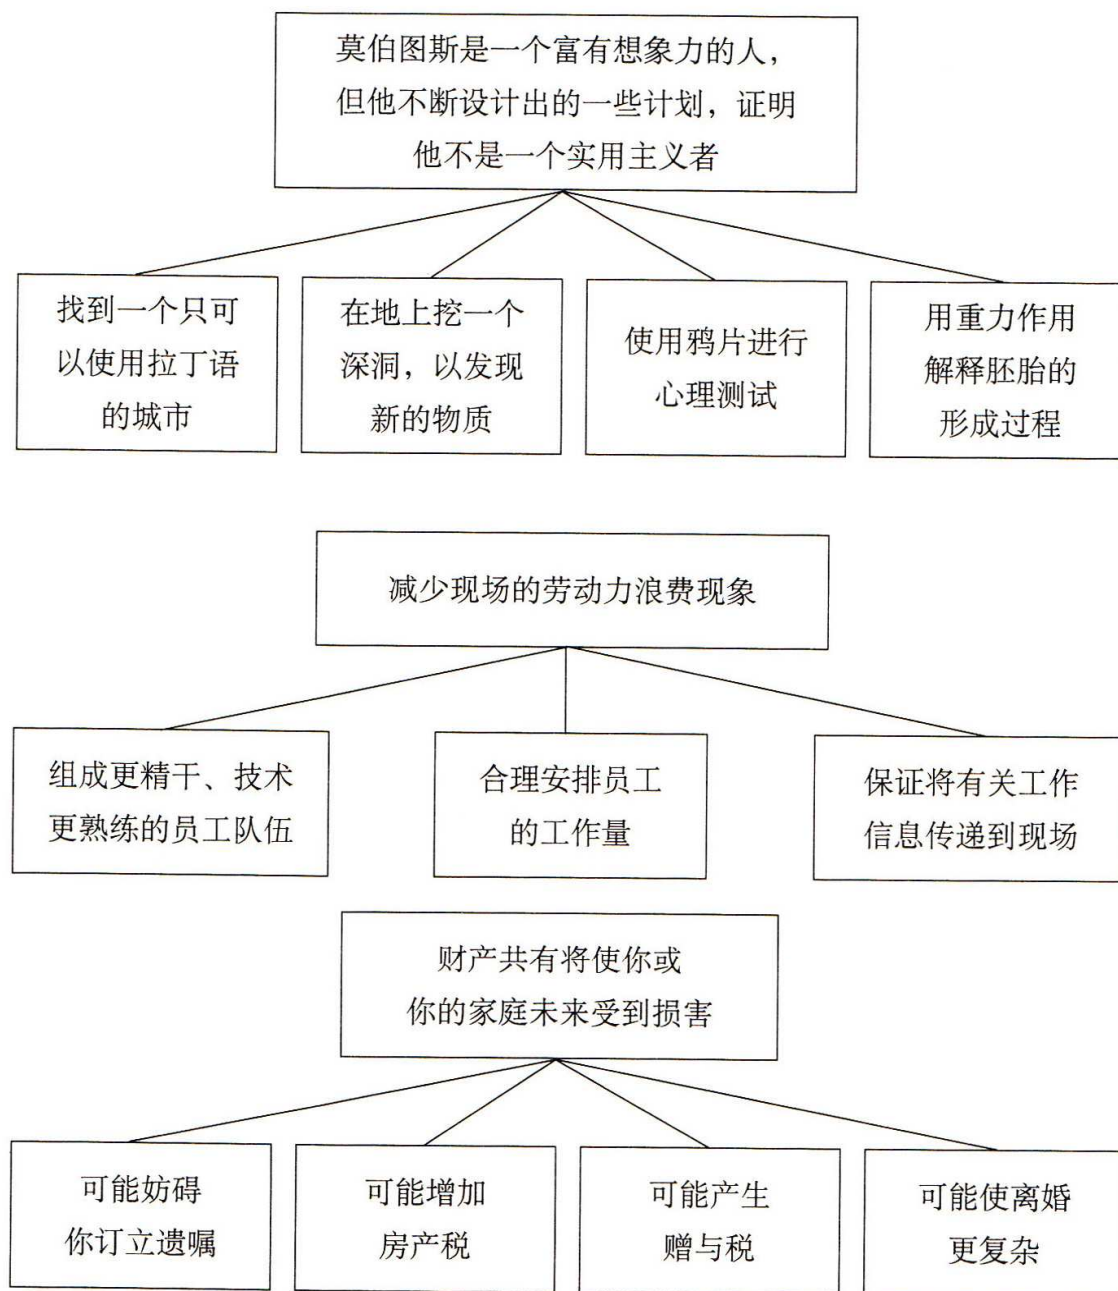 莫伯图斯是一个富有想象力的人，
但他不断设计出的一些计划，证明
他不是一个实用主义者
找到一个只可
以使用拉丁语
的城市
在地上挖一个
深洞，以发现
新的物质
使用鸦片进行
心理测试
用重力作用
解释胚胎的
形成过程
减少现场的劳动力浪费现象
组成更精干、技术
更熟练的员工队伍
合理安排员工
的工作量
保证将有关工作
信息传递到现场
财产共有将使你或
你的家庭未来受到损害
可能妨碍
你订立遗嘱
可能增加
房产税
可能产生
赠与税
可能使离婚
更复杂